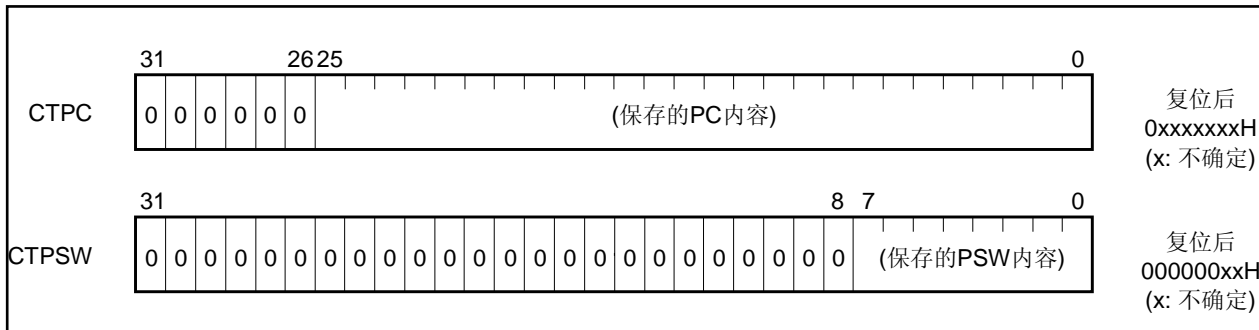 31 26 25 0
CTPC 0 0 0 0 0 0 (保存的PC内容)
复位后
0xxxxxxxH
(x: 不确定)
31 8 7 0
CTPSW 0 0 0 0 0 0 0 0 0 0 0 0 0 0 0 0 0 0 0 0 0 0 0 0 (保存的PSW内容)
复位后
000000xxH
(x: 不确定)